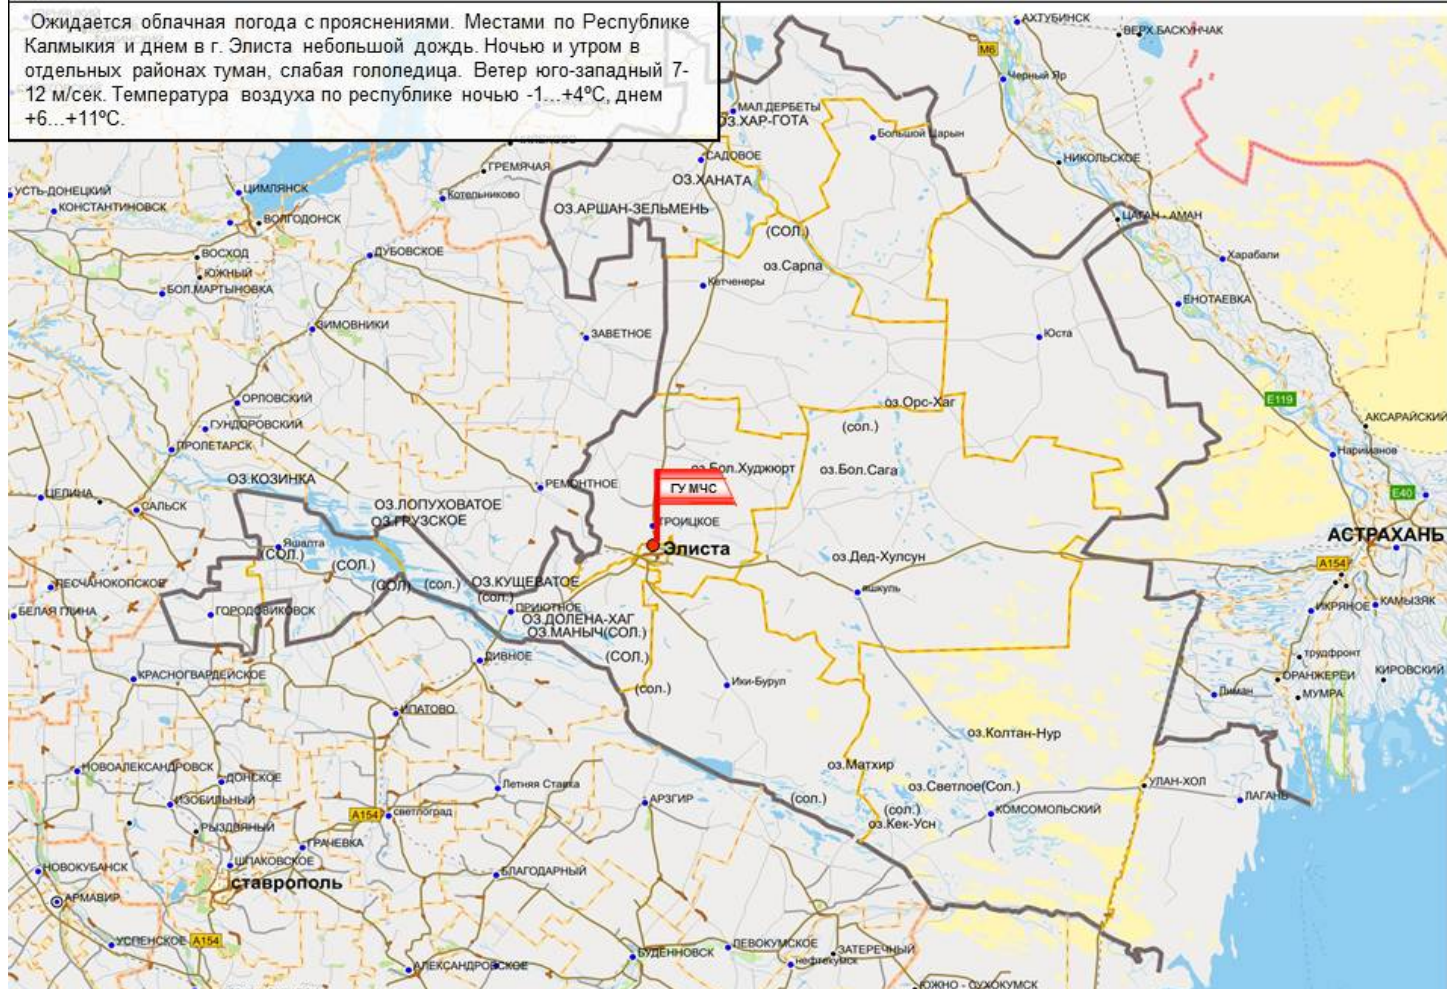 Ожидается облачная погода с прояснениями. Местами по Республике
Калмыкия и днем в г. Элиста небольшой дождь. Ночью и утром в
отдельных районах туман, слабая гололедица. Ветер юго-западный 7-
12 м/сек. Температура воздуха по республике ночью -1...+4ºС, днем
+6...+11ºС.
АХТУБИНСК
ВЕРХ.БАСКУНЧАК
М6
Черный Яр
МАЛ.ДЕРБЕТЫ
ОЗ.ХАР-ГОТА
Большой Царын
САДОВОЕ
НИКОЛЬСКОЕ
ГРЕМЯЧАЯ
ОЗ.ХАНАТА
УСТЬ-ДОНЕЦКИЙ
ЦИМЛЯНСК
Котельниково
КОНСТАНТИНОВСК
ОЗ.АРШАН-ЗЕЛЬМЕНЬ
ВОЛГОДОНСК
ЦАГАН - АМАН
(СОЛ.)
ВОСХОД
ДУБОВСКОЕ
Харабали
оз.Сарпа
ЮЖНЫЙ
Кетченеры
БОЛ.МАРТЫНОВКА
ЕНОТАЕВКА
ЗИМОВНИКИ
ЗАВЕТНОЕ
Юста
ОРЛОВСКИЙ
оз.Орс-Хаг
Е119
АКСАРАЙСКИЙ
ГУНДОРОВСКИЙ
(сол.)
ПРОЛЕТАРСК
Нариманов
оз.Бол.Худжюрт
оз.Бол.Сага
ОЗ.КОЗИНКА
РЕМОНТНОЕ
ГУ МЧС
Е40
ЦЕЛИНА
САЛЬСК
ОЗ.ЛОПУХОВАТОЕ
ОЗ.ГРУЗСКОЕ
ТРОИЦКОЕ
АСТРАХАНЬ
Яшалта
(СОЛ.)
Элиста
оз.Дед-Хулсун
(СОЛ.)
А154
ПЕСЧАНОКОПСКОЕ
(СОЛ)
(сол.)
ОЗ.КУЩЕВАТОЕ
(сол.)
яшкуль
БЕЛАЯ ГЛИНА
ГОРОДОВИКОВСК
ПРИЮТНОЕ
ИКРЯНОЕ
КАМЫЗЯК
ОЗ.ДОЛЕНА-ХАГ
ОЗ.МАНЫЧ(СОЛ.)
ДИВНОЕ
(СОЛ.)
трудфронт
КРАСНОГВАРДЕЙСКОЕ
ОРАНЖЕРЕИ
КИРОВСКИЙ
(сол.)
Ики-Бурул
Лиман
МУМРА
ИПАТОВО
оз.Колтан-Нур
НОВОАЛЕКСАНДРОВСК
оз.Матхир
ДОНСКОЕ
Летняя Ставка
оз.Светлое(Сол.)
УЛАН-ХОЛ
ИЗОБИЛЬНЫЙ
АРЗГИР
(сол.)
ЛАГАНЬ
А154
светлоград
(сол.)
КОМСОМОЛЬСКИЙ
РЫЗДВЯНЫЙ
оз.Кек-Усн
ГРАЧЕВКА
НОВОКУБАНСК
ШПАКОВСКОЕ
БЛАГОДАРНЫЙ
ставрополь
АРМАВИР
УСПЕНСКОЕ
А154
ЛЕВОКУМСКОЕ
ЗАТЕРЕЧНЫЙ
БУДЕННОВСК
АЛЕКСАНДРОВСКОЕ
нефтекумск
ЮЖНО - СУХОКУМСК